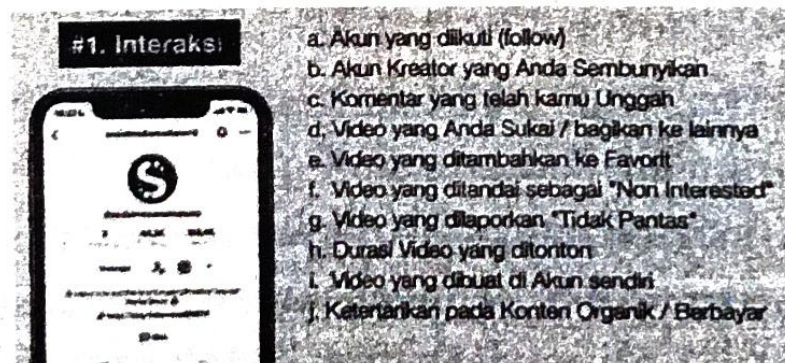 #1. Interaksi
a. Akun yang diikuti (follow)
b. Akun Kreator yang Anda Sembunyikan
c. Komentar yang telah kamu Unggah
d. Video yang Anda Sukai / bagikan ke lainnya
e. Video yang ditambahkan ke Favorit
f. Video yang ditandai sebagai "Non Interested"
g. Video yang dilaporkan "Tidak Pantas"
h. Durasi Video yang ditonton
i. Video yang dibuat di Akun sendiri
j. Ketertarikan pada Konten Organik / Berbayar
S